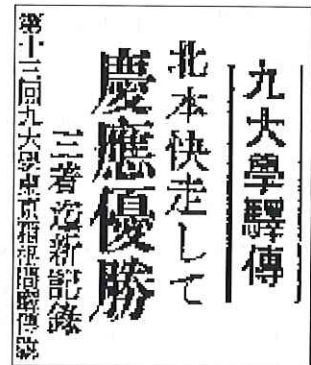 九大學驛傳
北本快走して
慶應優勝
三着迄新記錄
第十三回九大學東京箱根間驛傳競